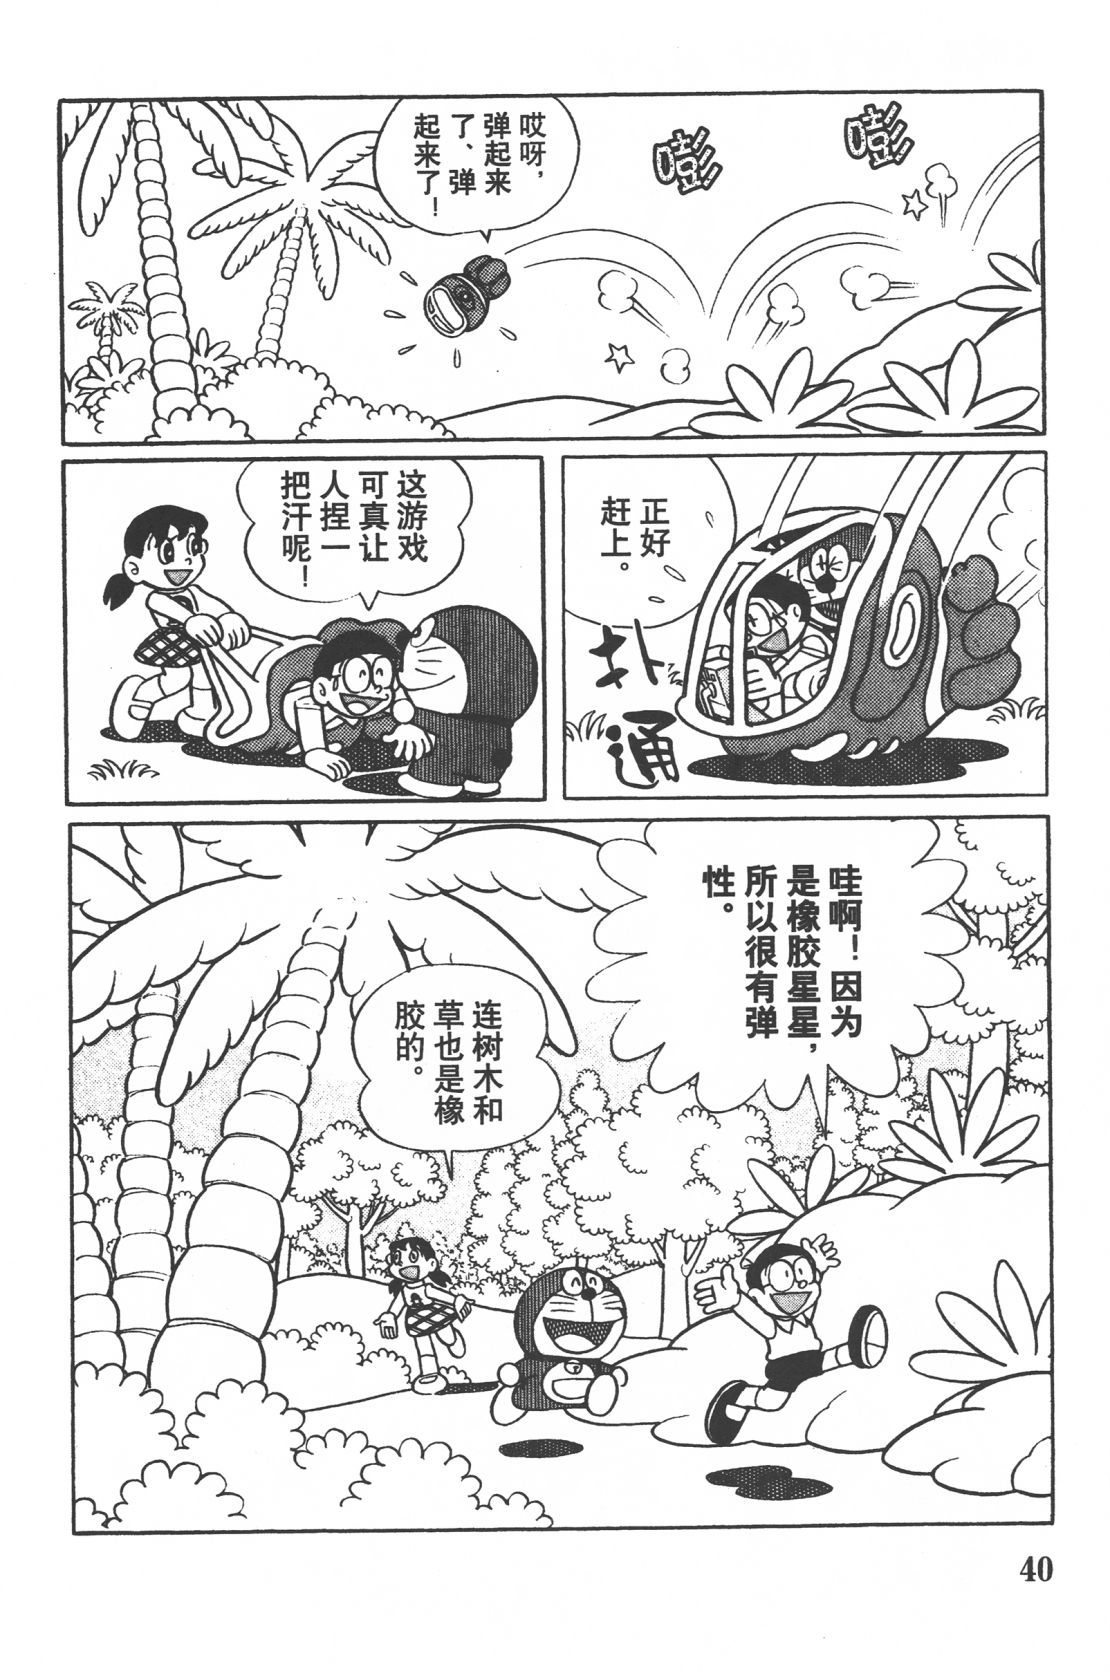 嘭
嘭
哎呀，
弹起来
了、弹
起来了！
正好
赶上。
扑
通
这游戏
可真让
人捏一
把汗呢！
哇啊！因为
是橡胶星星，
所以很有弹
性。
连树木和
草也是橡
胶的。
40